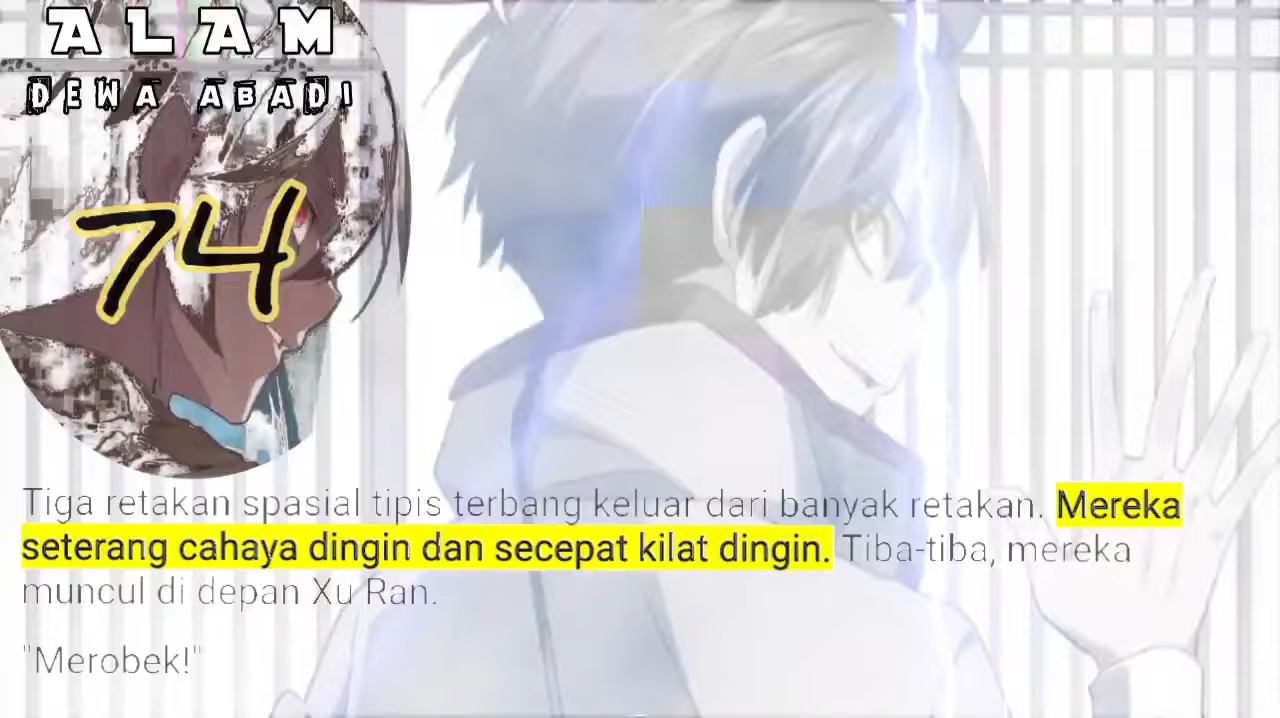 ALAM
DEWA ABADI
74
Tiga retakan spasial tipis terbang keluar dari banyak retakan. Mereka
seterang cahaya dingin dan secepat kilat dingin. Tiba-tiba, mereka
muncul di depan Xu Ran.
"Merobek!"